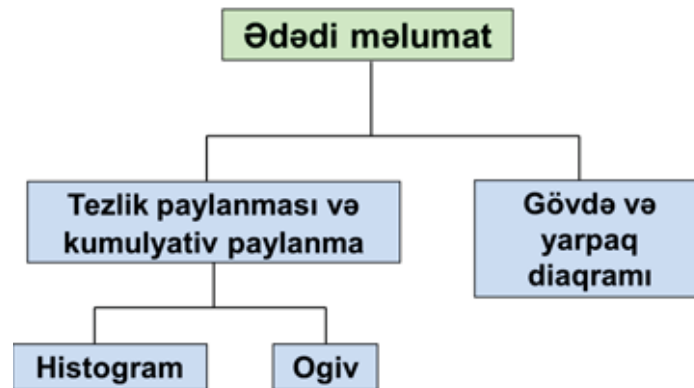 Ədədi məlumat
Tezlik paylanması və
kumulyativ paylanma
Gövdə və
yarpaq
diaqramı
Histogram
Ogiv